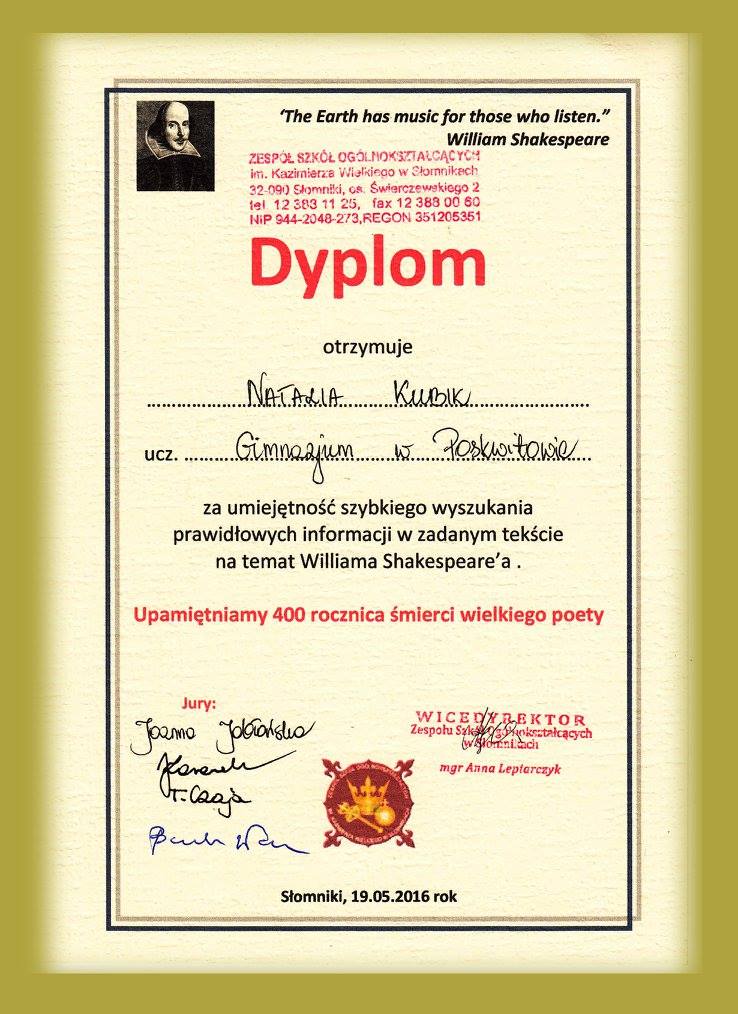 ‘The Earth has music for those who listen.”
William Shakespeare
ZESPÓŁ SZKÓŁ OGÓLNOKSZTAŁCĄCYCH
im. Kazimierza Wielkiego w Słomnikach
32-090 Słomniki, os. Świerczewskiego 2
tel. 12 383 11 25, fax 12 388 00 60
NIP 944-2048-273, REGON 351205351
Dyplom
otrzymuje
NATALIA KUBIK
ucz. Gimnazjum w Poskwitowie
za umiejętność szybkiego wyszukania
prawidłowych informacji w zadanym tekście
na temat Williama Shakespeare’a .
Upamiętniamy 400 rocznica śmierci wielkiego poety
Jury:
Joanna Jabłońska
T. Czaja
WICEDYREKTOR
Zespołu Szkół Ogólnokształcących
w Słomnikach
mgr Anna Leptarczyk
Słomniki, 19.05.2016 rok